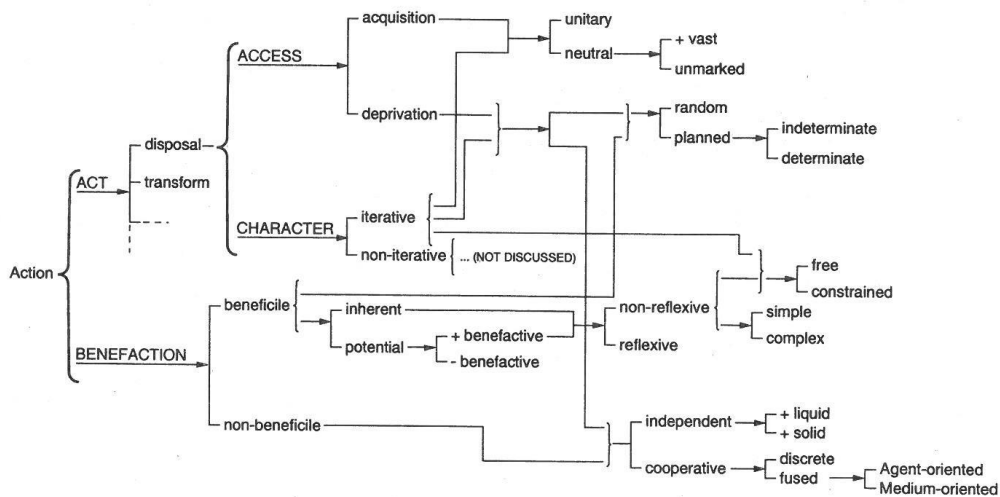 acquisition
unitary
+ vast
neutral
ACCESS
unmarked
random
deprivation
planned
indeterminate
disposal
determinate
ACT
transform
iterative
CHARACTER
non-iterative
... (NOT DISCUSSED)
free
Action
constrained
beneficile
inherent
non-reflexive
simple
+ benefactive
potential
reflexive
complex
BENEFACTION
- benefactive
+ liquid
independent
non-beneficile
+ solid
discrete
cooperative
Agent-oriented
fused
Medium-oriented